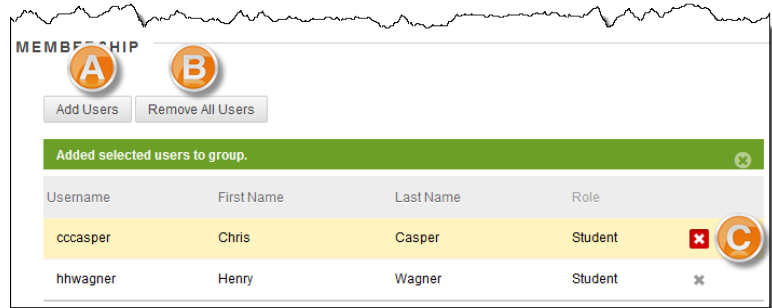 MEMBERSHIP
A B
Add Users Remove All Users
Added selected users to group.
Username First Name Last Name Role
cccasper Chris Casper Student C
hhwagner Henry Wagner Student